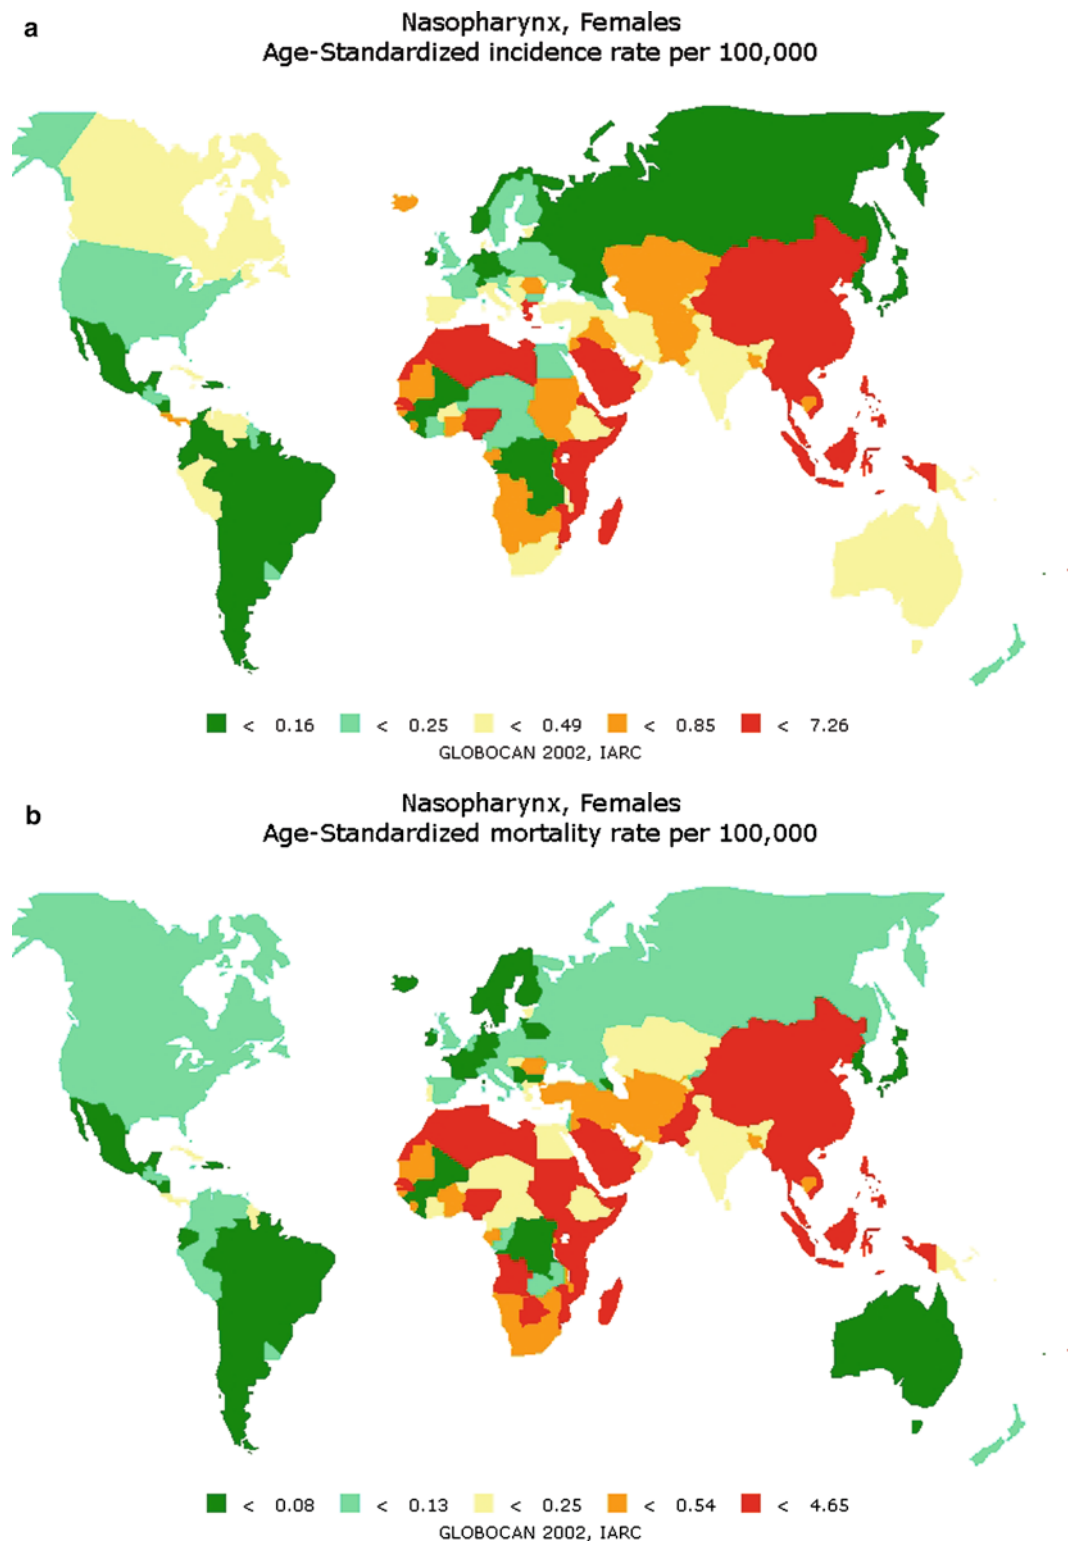 a
Nasopharynx, Females
Age-Standardized incidence rate per 100,000
< 0.16 < 0.25 < 0.49 < 0.85 < 7.26
GLOBOCAN 2002, IARC
b
Nasopharynx, Females
Age-Standardized mortality rate per 100,000
< 0.08 < 0.13 < 0.25 < 0.54 < 4.65
GLOBOCAN 2002, IARC